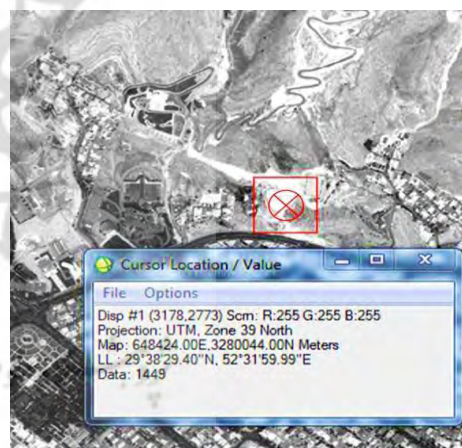 Cursor Location / Value
File Options
Disp #1 (3178,2773) Scrn: R:255 G:255 B:255
Projection: UTM, Zone 39 North
Map: 648424.00E,3280044.00N Meters
LL : 29°38'29.40"N, 52°31'59.99"E
Data: 1449